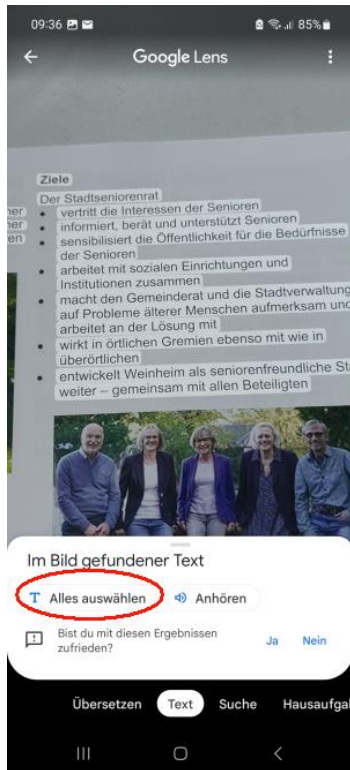 09:36 85%
Google Lens
Ziele
Der Stadtseniorenrat
ner • vertritt die Interessen der Senioren
ner • informiert, berät und unterstützt Senioren
en • sensibilisiert die Öffentlichkeit für die Bedürfnisse
der Senioren
• arbeitet mit sozialen Einrichtungen und
Institutionen zusammen
• macht den Gemeinderat und die Stadtverwaltung
auf Probleme älterer Menschen aufmerksam und
arbeitet an der Lösung mit
• wirkt in örtlichen Gremien ebenso mit wie in
überörtlichen
• entwickelt Weinheim als seniorenfreundliche St
weiter – gemeinsam mit allen Beteiligten
Im Bild gefundener Text
T Alles auswählen Anhören
Bist du mit diesen Ergebnissen
zufrieden? Ja Nein
Übersetzen Text Suche Hausaufga